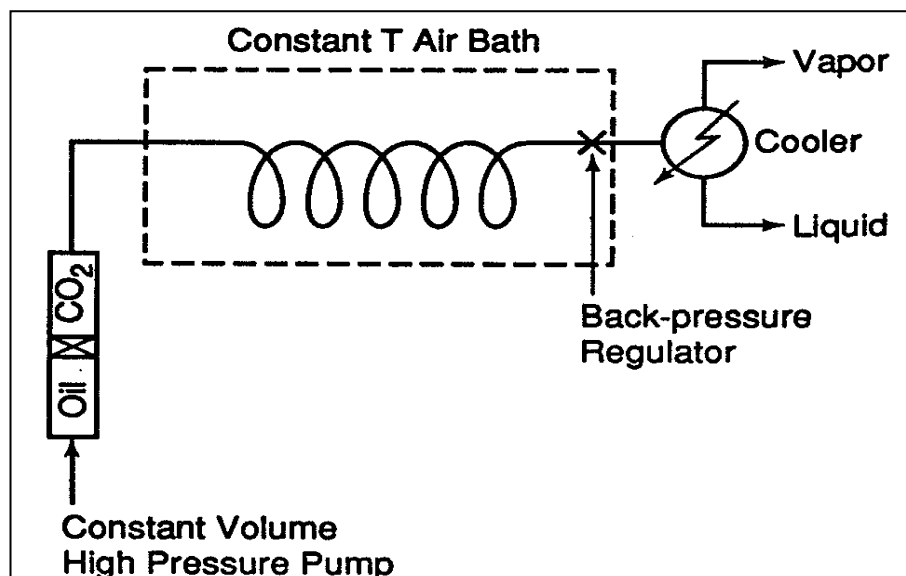 Constant T Air Bath
Vapor
Cooler
Liquid
CO₂
Oil
Back-pressure
Regulator
Constant Volume
High Pressure Pump